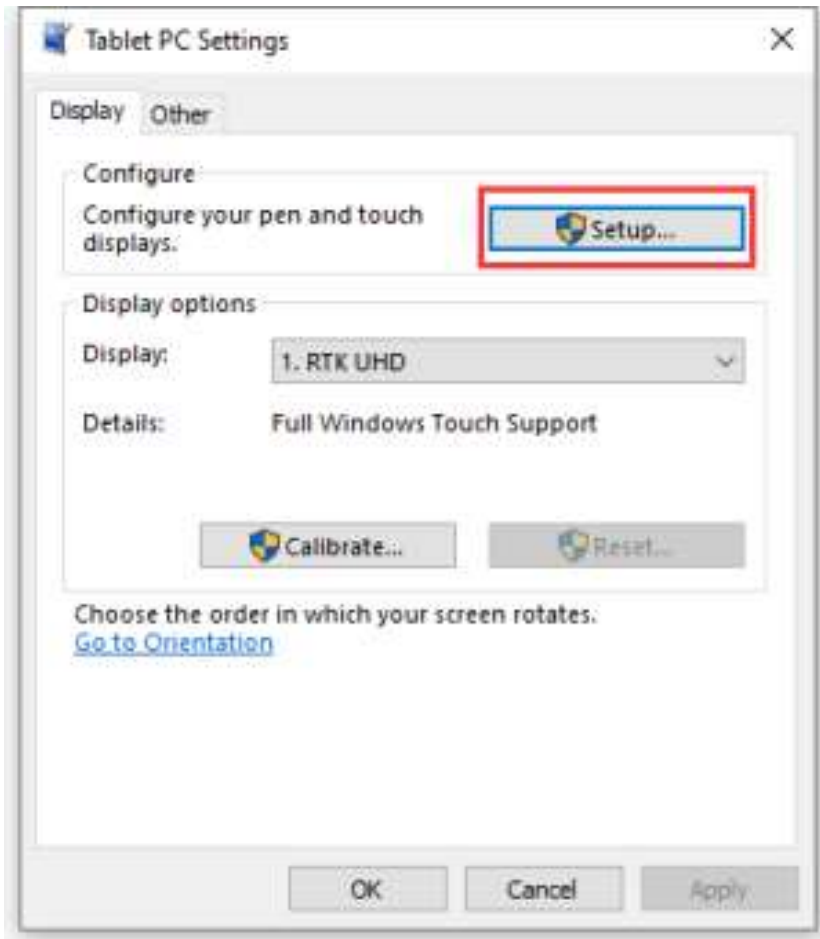 Tablet PC Settings
Display
Other
Configure
Configure your pen and touch
displays.
Setup...
Display options
Display:
1. RTK UHD
Details:
Full Windows Touch Support
Calibrate...
Reset...
Choose the order in which your screen rotates.
Go to Orientation
OK
Cancel
Apply